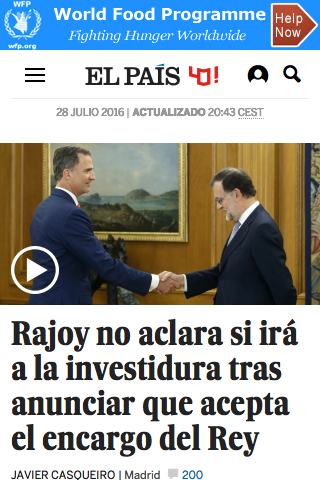 WFP
wfp.org
World Food Programme
Fighting Hunger Worldwide
Help
Now
EL PAÍS 40!
28 JULIO 2016 | ACTUALIZADO 20:43 CEST
Rajoy no aclara si irá
a la investidura tras
anunciar que acepta
el encargo del Rey
JAVIER CASQUEIRO | Madrid 200